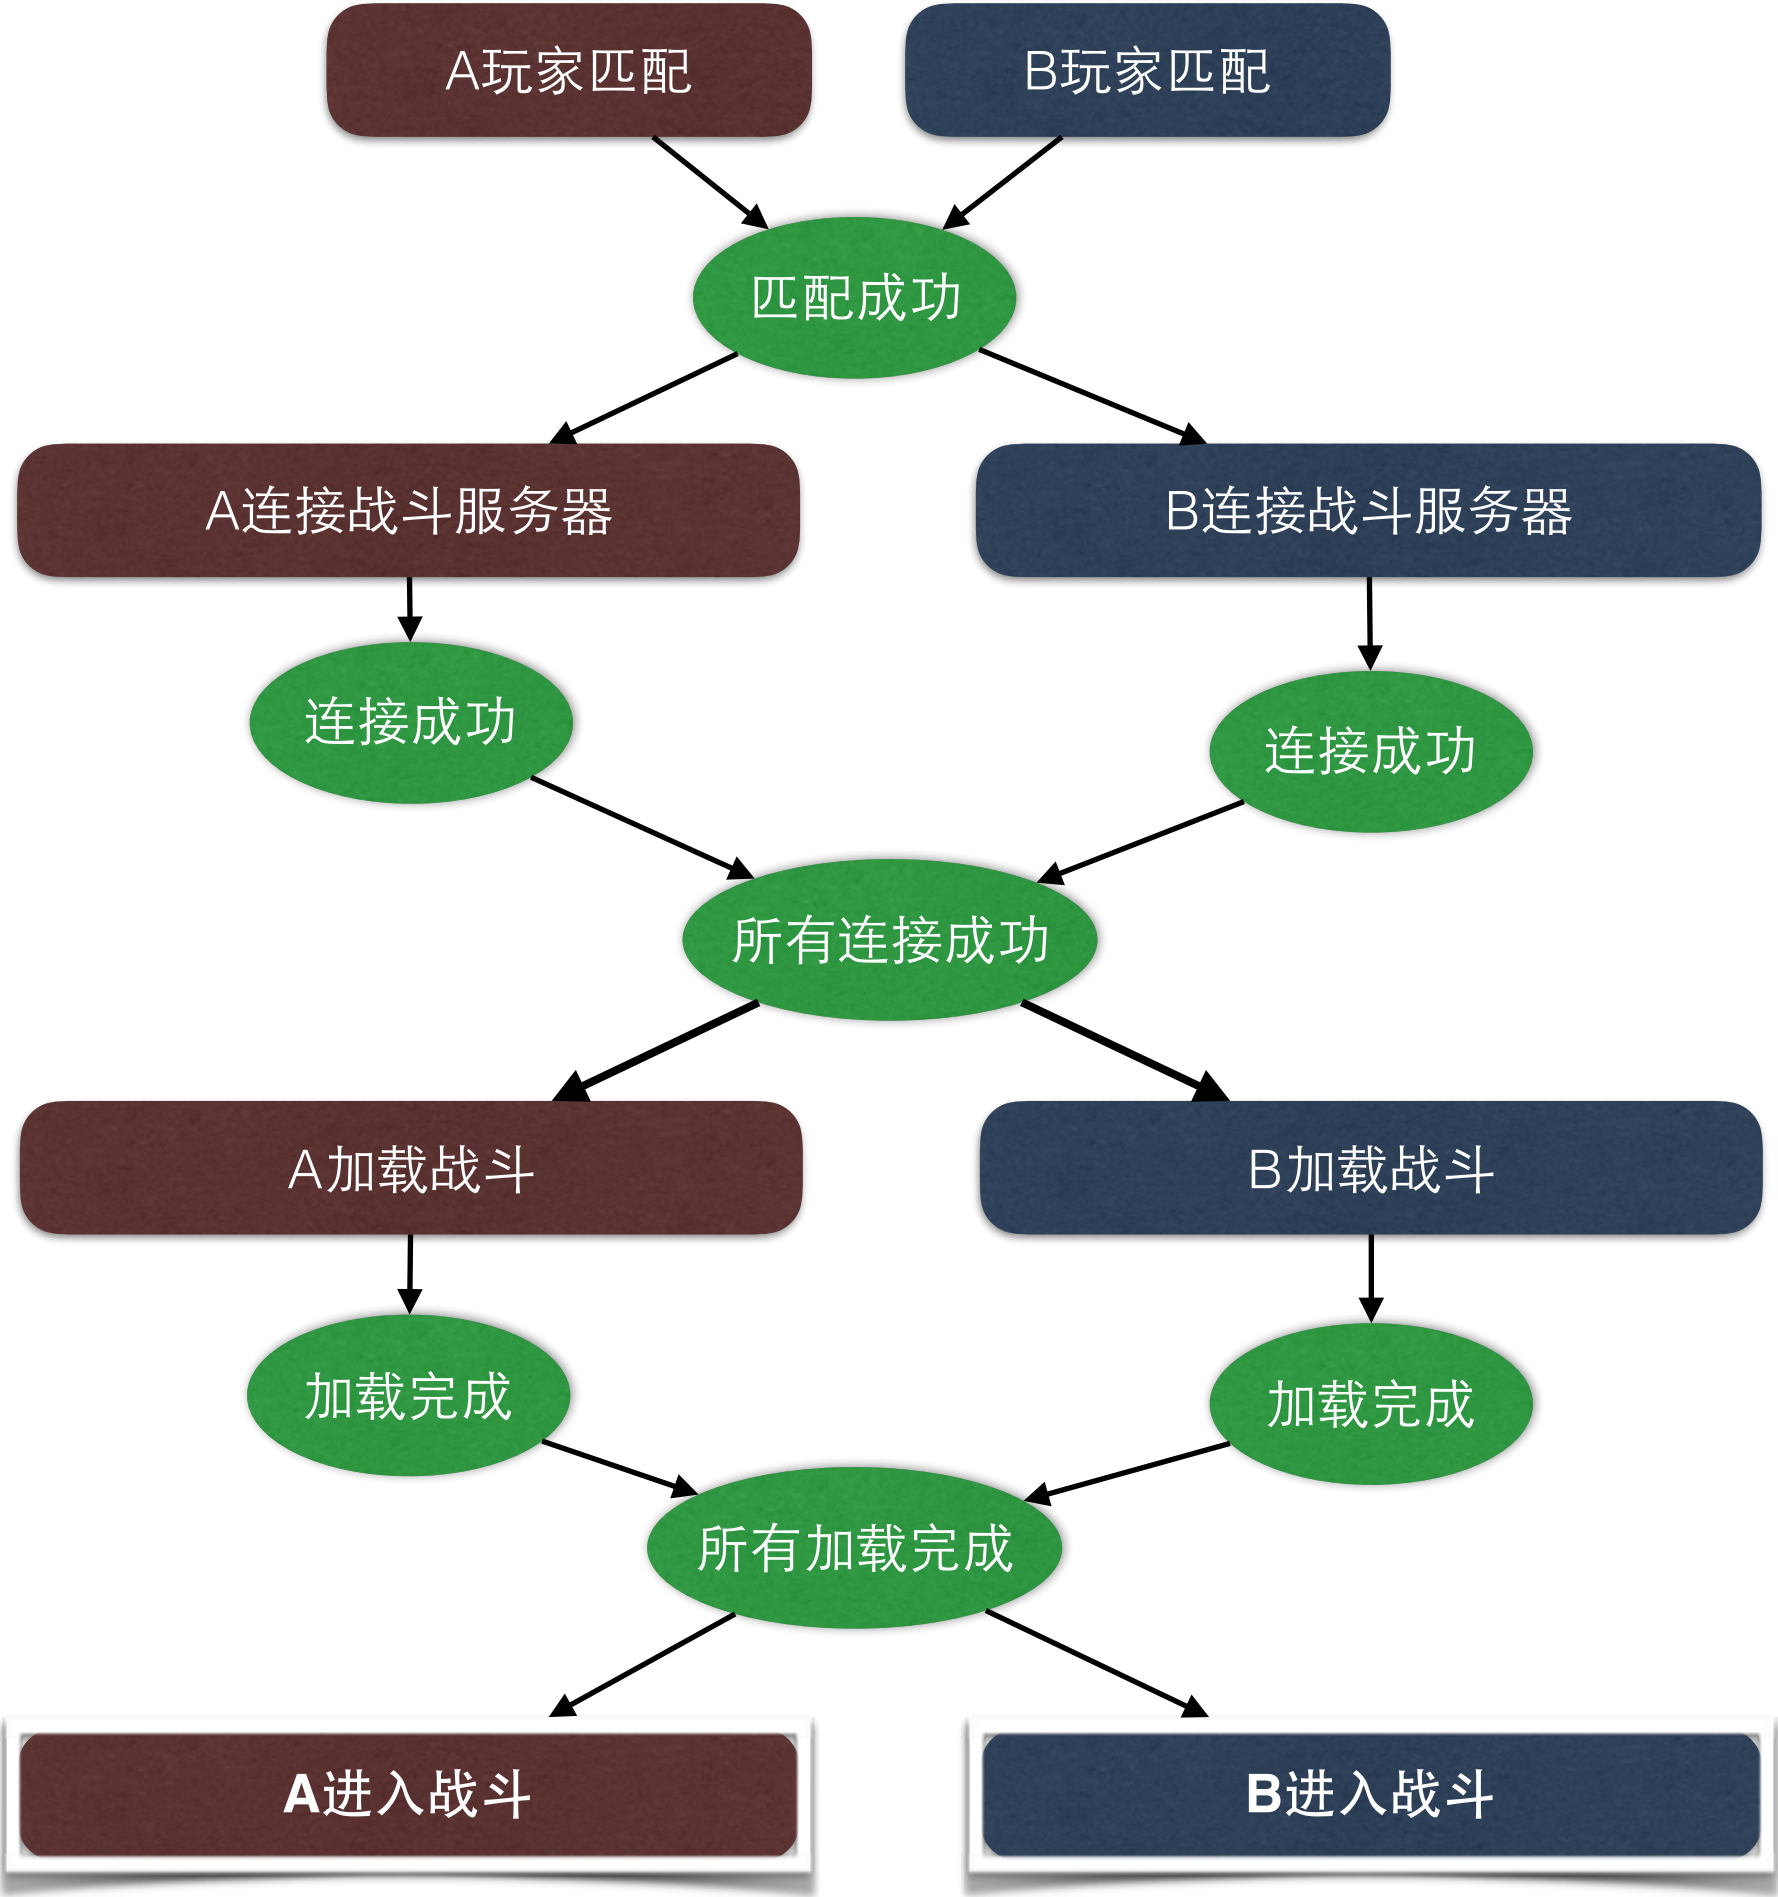 A玩家匹配
B玩家匹配
匹配成功
A连接战斗服务器
B连接战斗服务器
连接成功
连接成功
所有连接成功
A加载战斗
B加载战斗
加载完成
加载完成
所有加载完成
A进入战斗
B进入战斗